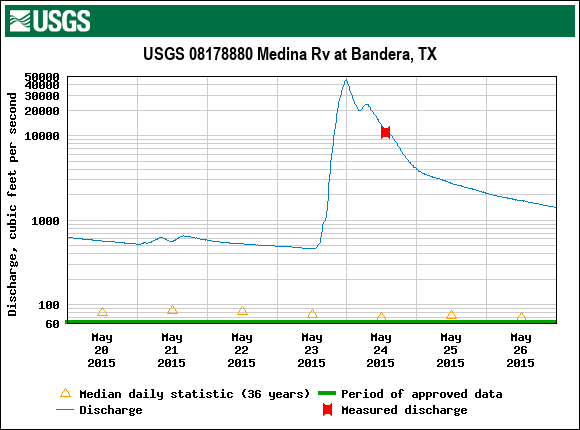 USGS
USGS 08178880 Medina Rv at Bandera, TX
Discharge, cubic feet per second
50000
40000
30000
20000
10000
1000
100
60
May 20 2015
May 21 2015
May 22 2015
May 23 2015
May 24 2015
May 25 2015
May 26 2015
Median daily statistic (36 years)
Period of approved data
Discharge
Measured discharge